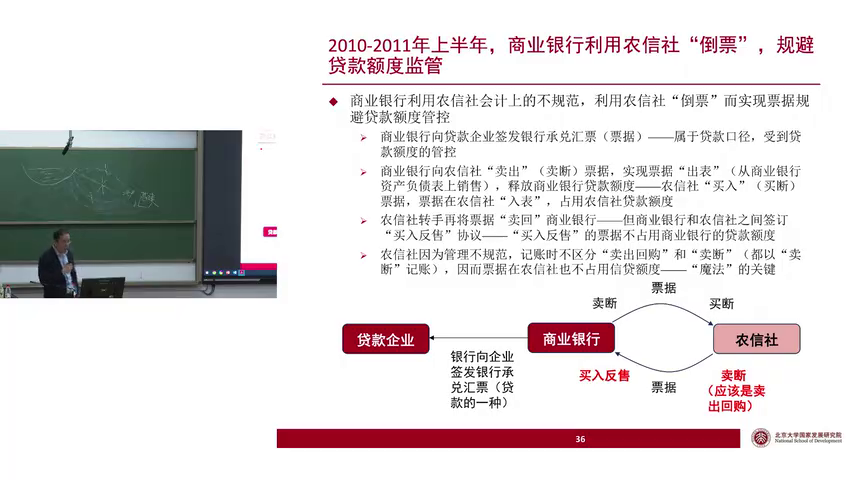 2010-2011年上半年，商业银行利用农信社“倒票”，规避
贷款额度监管
商业银行利用农信社会计上的不规范，利用农信社“倒票”而实现票据规
避贷款额度管控
商业银行向贷款企业签发银行承兑汇票（票据）——属于贷款口径，受到贷
款额度的管控
商业银行向农信社“卖出”（卖断）票据，实现票据“出表”（从商业银行
资产负债表上销售），释放商业银行贷款额度——农信社“买入”（买断）
票据，票据在农信社“入表”，占用农信社贷款额度
农信社转手再将票据“卖回”商业银行——但商业银行和农信社之间签订
“买入反售”协议——“买入反售”的票据不占用商业银行的贷款额度
农信社因为管理不规范，记账时不区分“卖出回购”和“卖断”（都以“卖
断”记账），因而票据在农信社也不占用信贷额度——“魔法”的关键
票据
卖断
买断
贷款企业
商业银行
农信社
银行向企业
签发银行承
兑汇票（贷
款的一种）
买入反售
票据
卖断
（应该是卖
出回购）
36
北京大学国家发展研究院
National School of Development